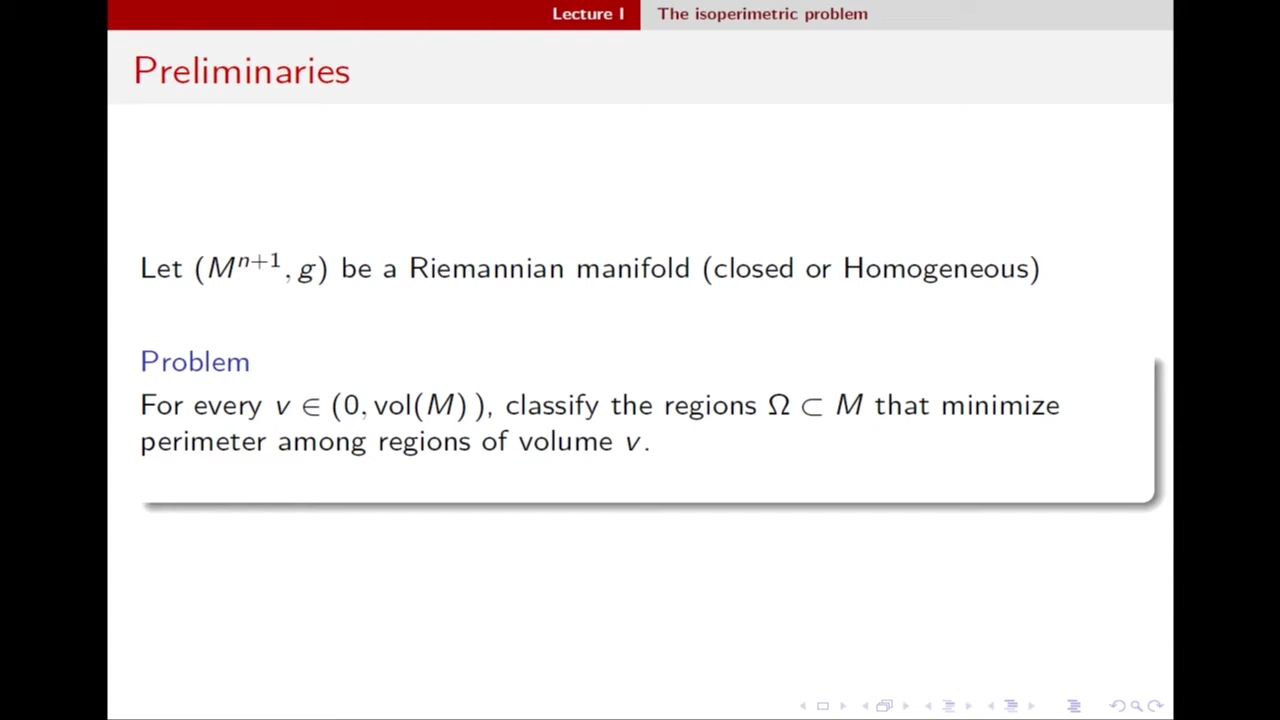 Lecture I
The isoperimetric problem
Preliminaries
Let (Mⁿ⁺¹, g) be a Riemannian manifold (closed or Homogeneous)
Problem
For every v ∈ (0, vol(M) ), classify the regions Ω ⊂ M that minimize
perimeter among regions of volume v.